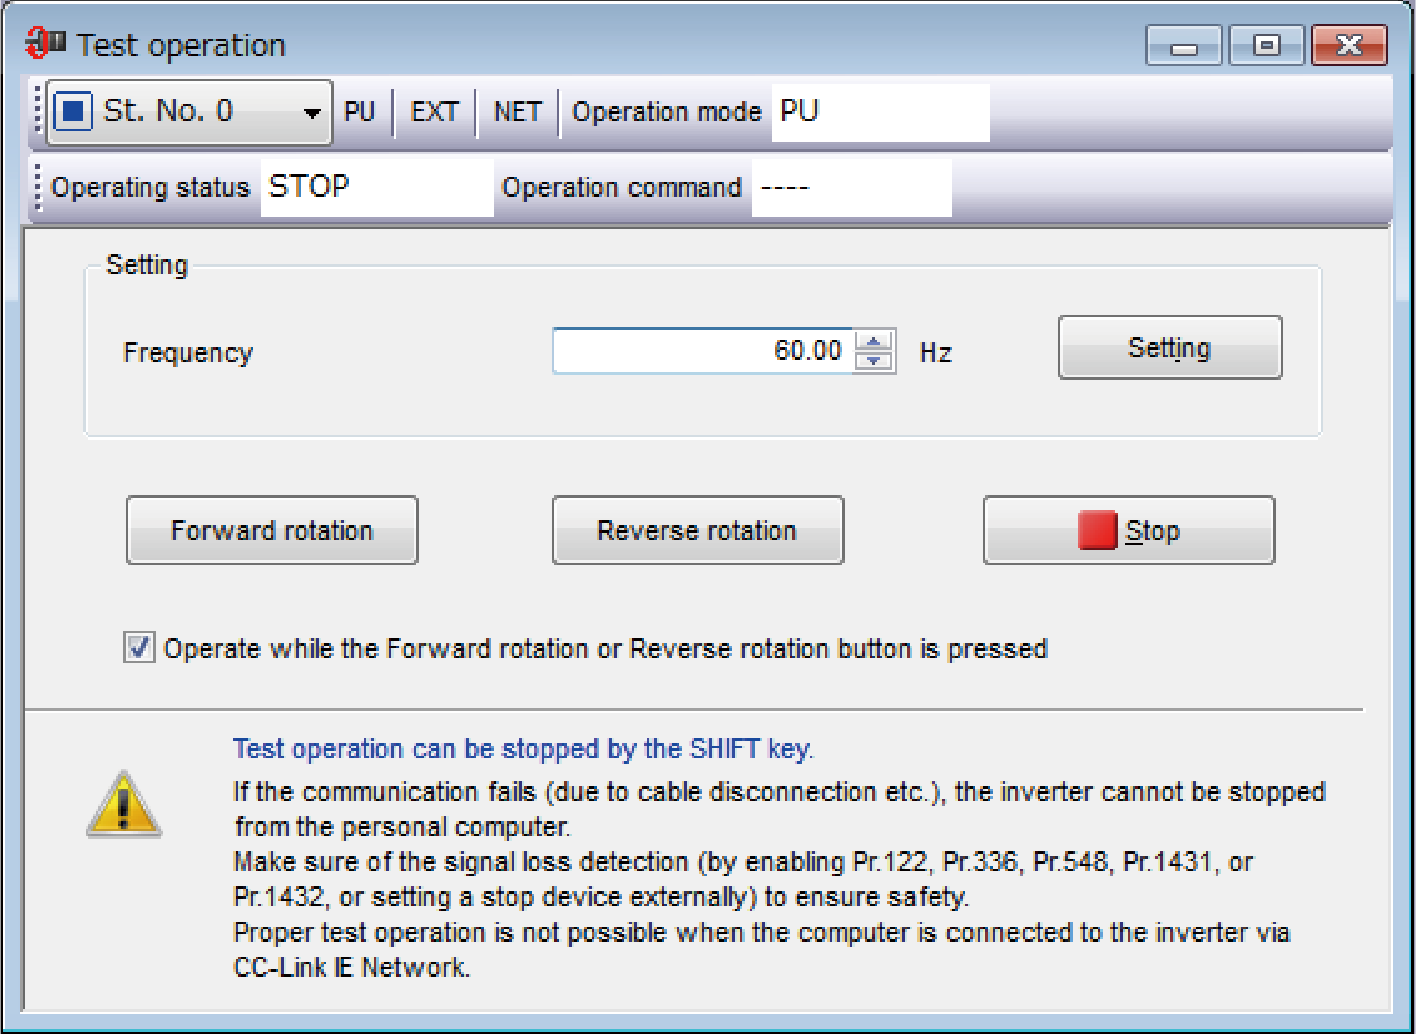 Test operation
St. No. 0 PU EXT NET Operation mode PU
Operating status STOP Operation command ----
Setting
Frequency 60.00 Hz Setting
Forward rotation Reverse rotation Stop
Operate while the Forward rotation or Reverse rotation button is pressed
Test operation can be stopped by the SHIFT key.
If the communication fails (due to cable disconnection etc.), the inverter cannot be stopped
from the personal computer.
Make sure of the signal loss detection (by enabling Pr.122, Pr.336, Pr.548, Pr.1431, or
Pr.1432, or setting a stop device externally) to ensure safety.
Proper test operation is not possible when the computer is connected to the inverter via
CC-Link IE Network.